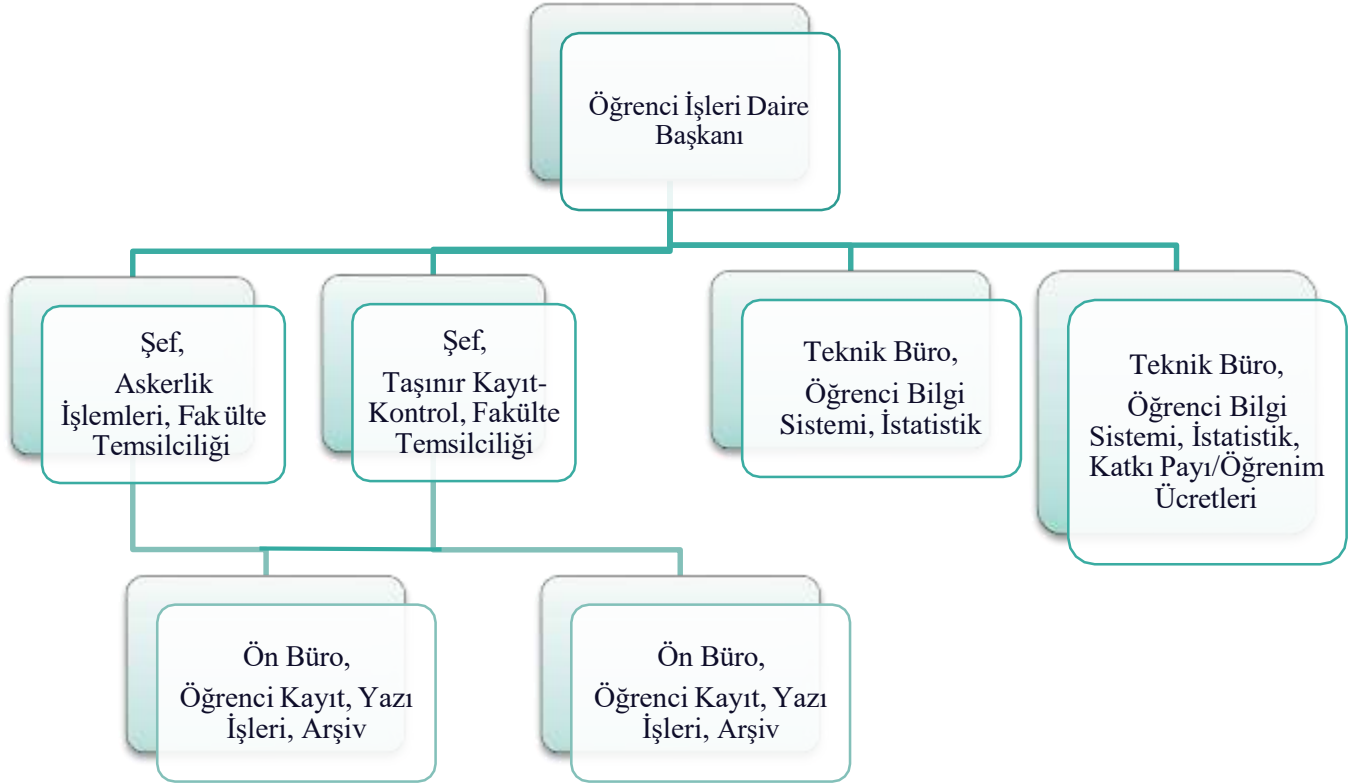 Öğrenci İşleri Daire
Başkanı
Şef,
Askerlik
İşlemleri, Fakülte
Temsilciliği
Şef,
Taşınır Kayıt-
Kontrol, Fakülte
Temsilciliği
Teknik Büro,
Öğrenci Bilgi
Sistemi, İstatistik
Teknik Büro,
Öğrenci Bilgi
Sistemi, İstatistik,
Katkı Payı/Öğrenim
Ücretleri
Ön Büro,
Öğrenci Kayıt, Yazı
İşleri, Arşiv
Ön Büro,
Öğrenci Kayıt, Yazı
İşleri, Arşiv